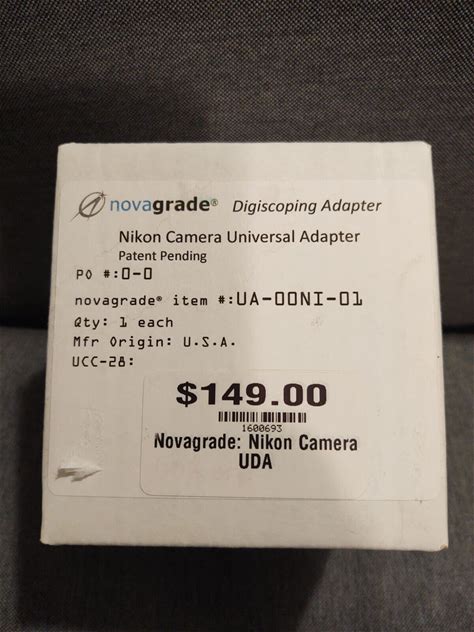 novagrade® Digiscoping Adapter
Nikon Camera Universal Adapter
Patent Pending
PO #:0-0
novagrade® item #:UA-00NI-01
Qty: 1 each
Mfr Origin: U.S.A.
UCC-28:
$149.00
1600693
Novagrade: Nikon Camera
UDA